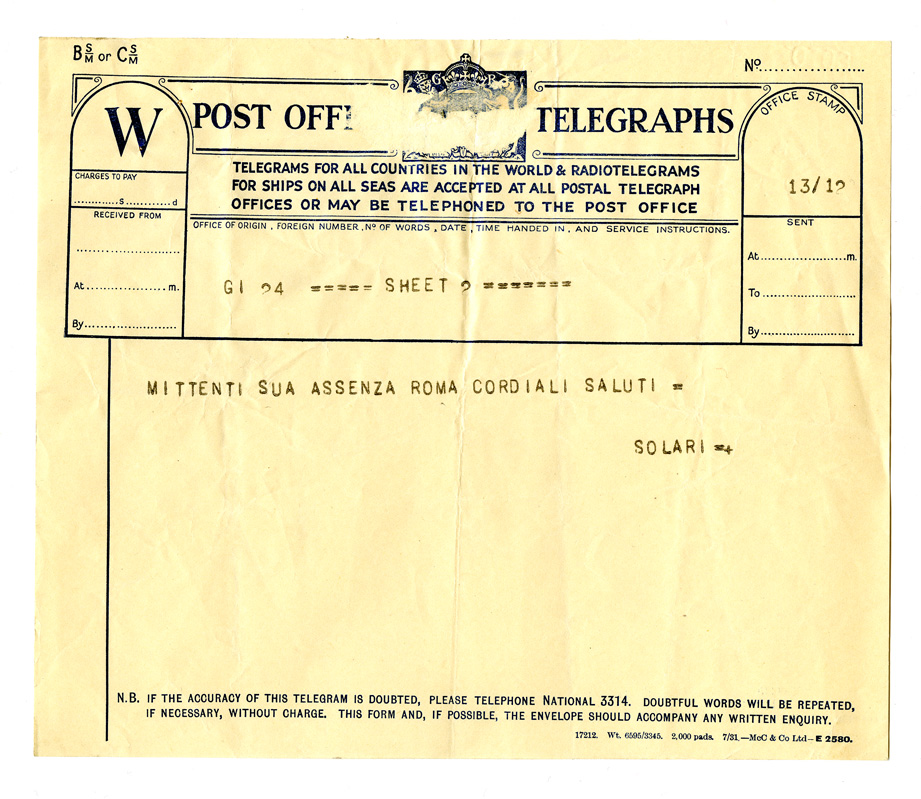 B S/M or C S/M
No..................
W
POST OFFI
G R
TELEGRAPHS
OFFICE STAMP
CHARGES TO PAY
............s............d
RECEIVED FROM
........................
At.................... m.
By......................
TELEGRAMS FOR ALL COUNTRIES IN THE WORLD & RADIOTELEGRAMS
FOR SHIPS ON ALL SEAS ARE ACCEPTED AT ALL POSTAL TELEGRAPH
OFFICES OR MAY BE TELEPHONED TO THE POST OFFICE
OFFICE OF ORIGIN, FOREIGN NUMBER, No OF WORDS, DATE, TIME HANDED IN, AND SERVICE INSTRUCTIONS.
13/12
SENT
At.....................m.
To......................
By......................
GI 24 ===== SHEET 2 =======
MITTENTI SUA ASSENZA ROMA CORDIALI SALUTI =
SOLARI =+
N.B. IF THE ACCURACY OF THIS TELEGRAM IS DOUBTED, PLEASE TELEPHONE NATIONAL 3314. DOUBTFUL WORDS WILL BE REPEATED,
IF NECESSARY, WITHOUT CHARGE. THIS FORM AND, IF POSSIBLE, THE ENVELOPE SHOULD ACCOMPANY ANY WRITTEN ENQUIRY.
17212. Wt. 6595/3345. 2,000 pads. 7/31.—McC & Co Ltd—E 2580.